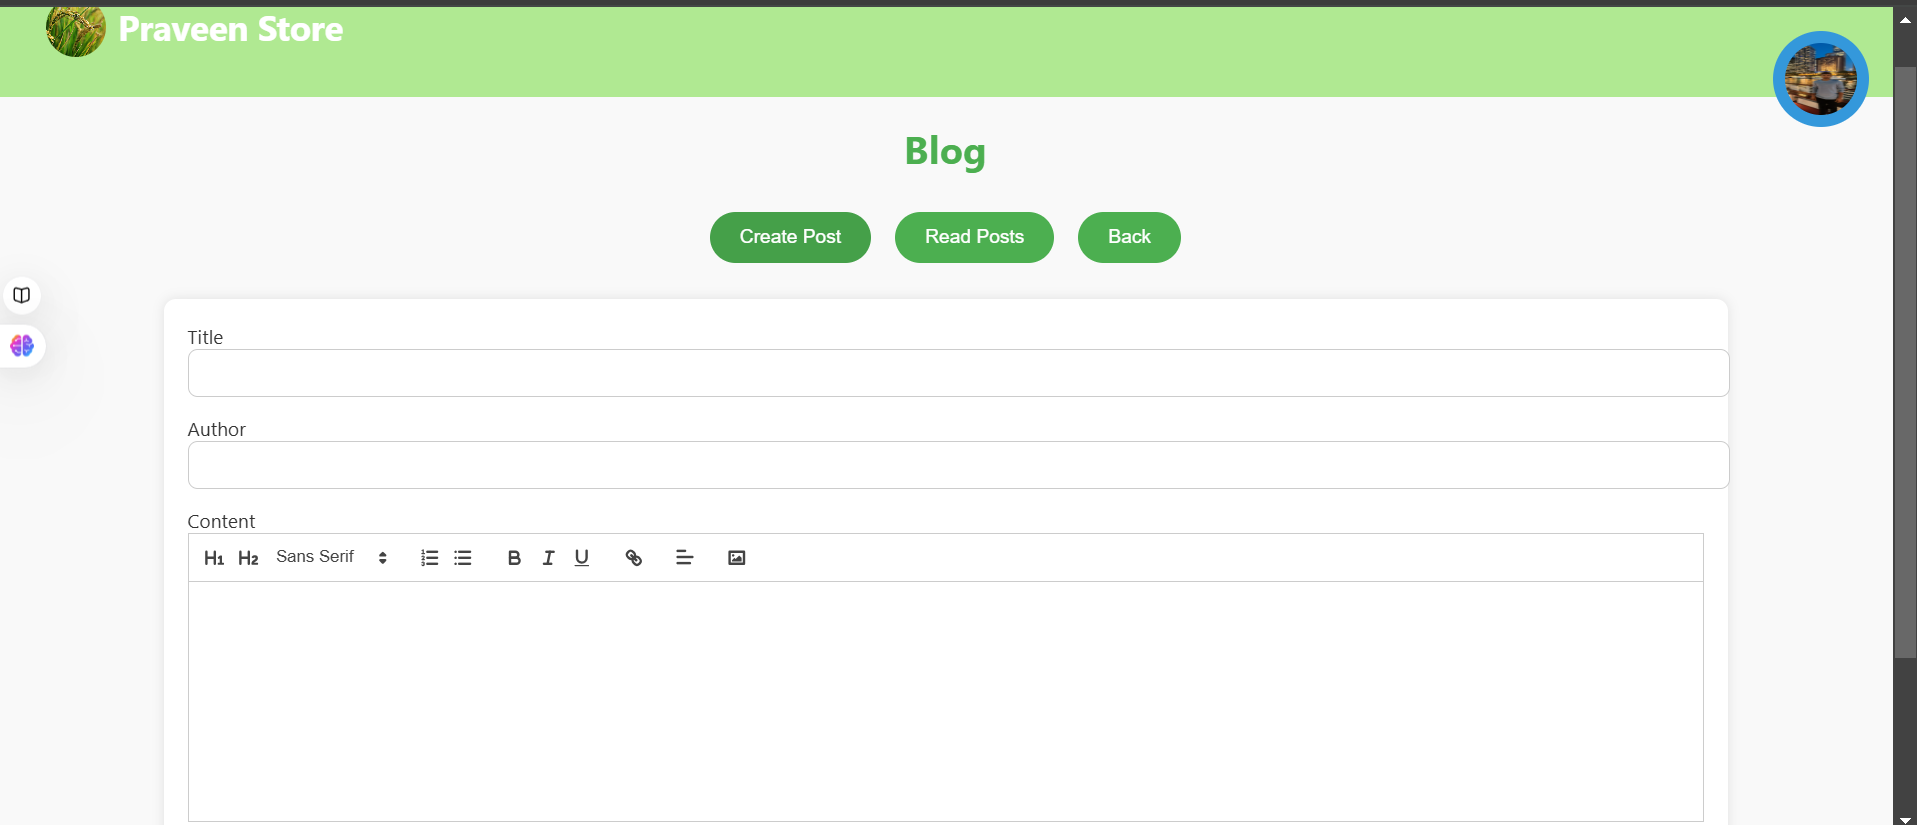 Praveen Store
Blog
Create Post Read Posts Back
Title
Author
Content
H1 H2 Sans Serif B I U